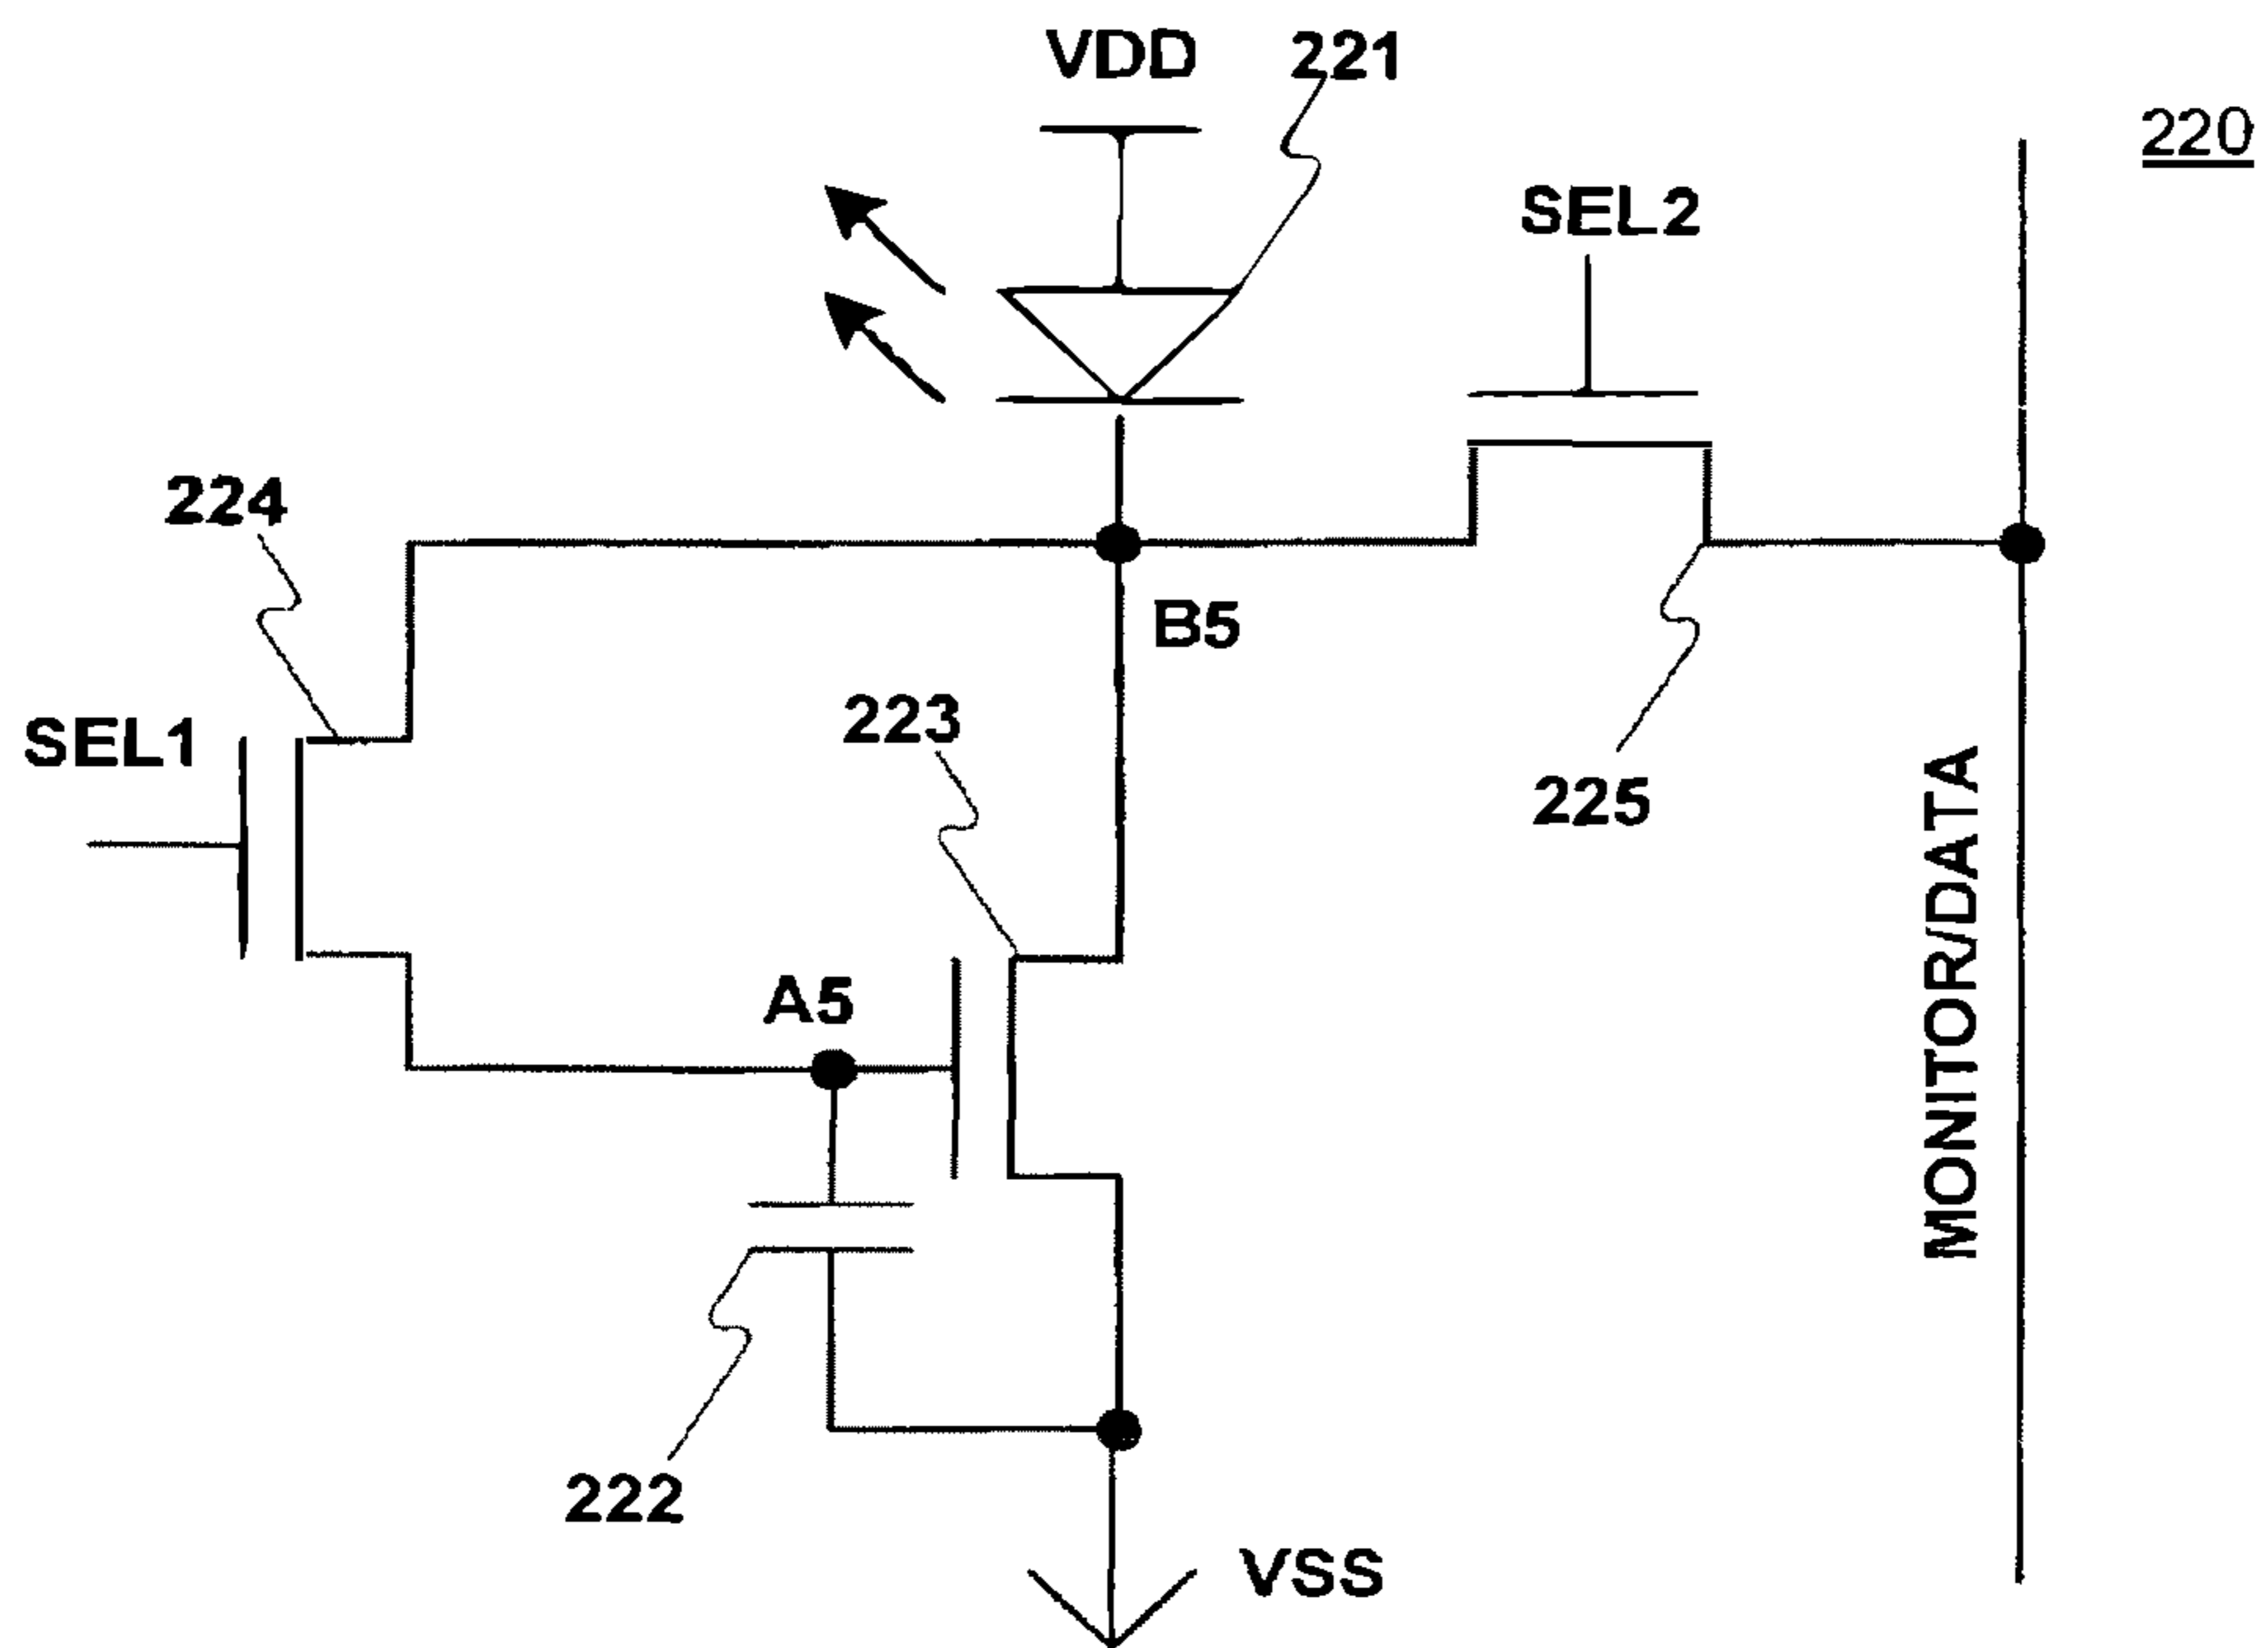 VDD
221
220
SEL2
224
B5
SEL1
223
225
A5
MONITOR/DATA
222
VSS